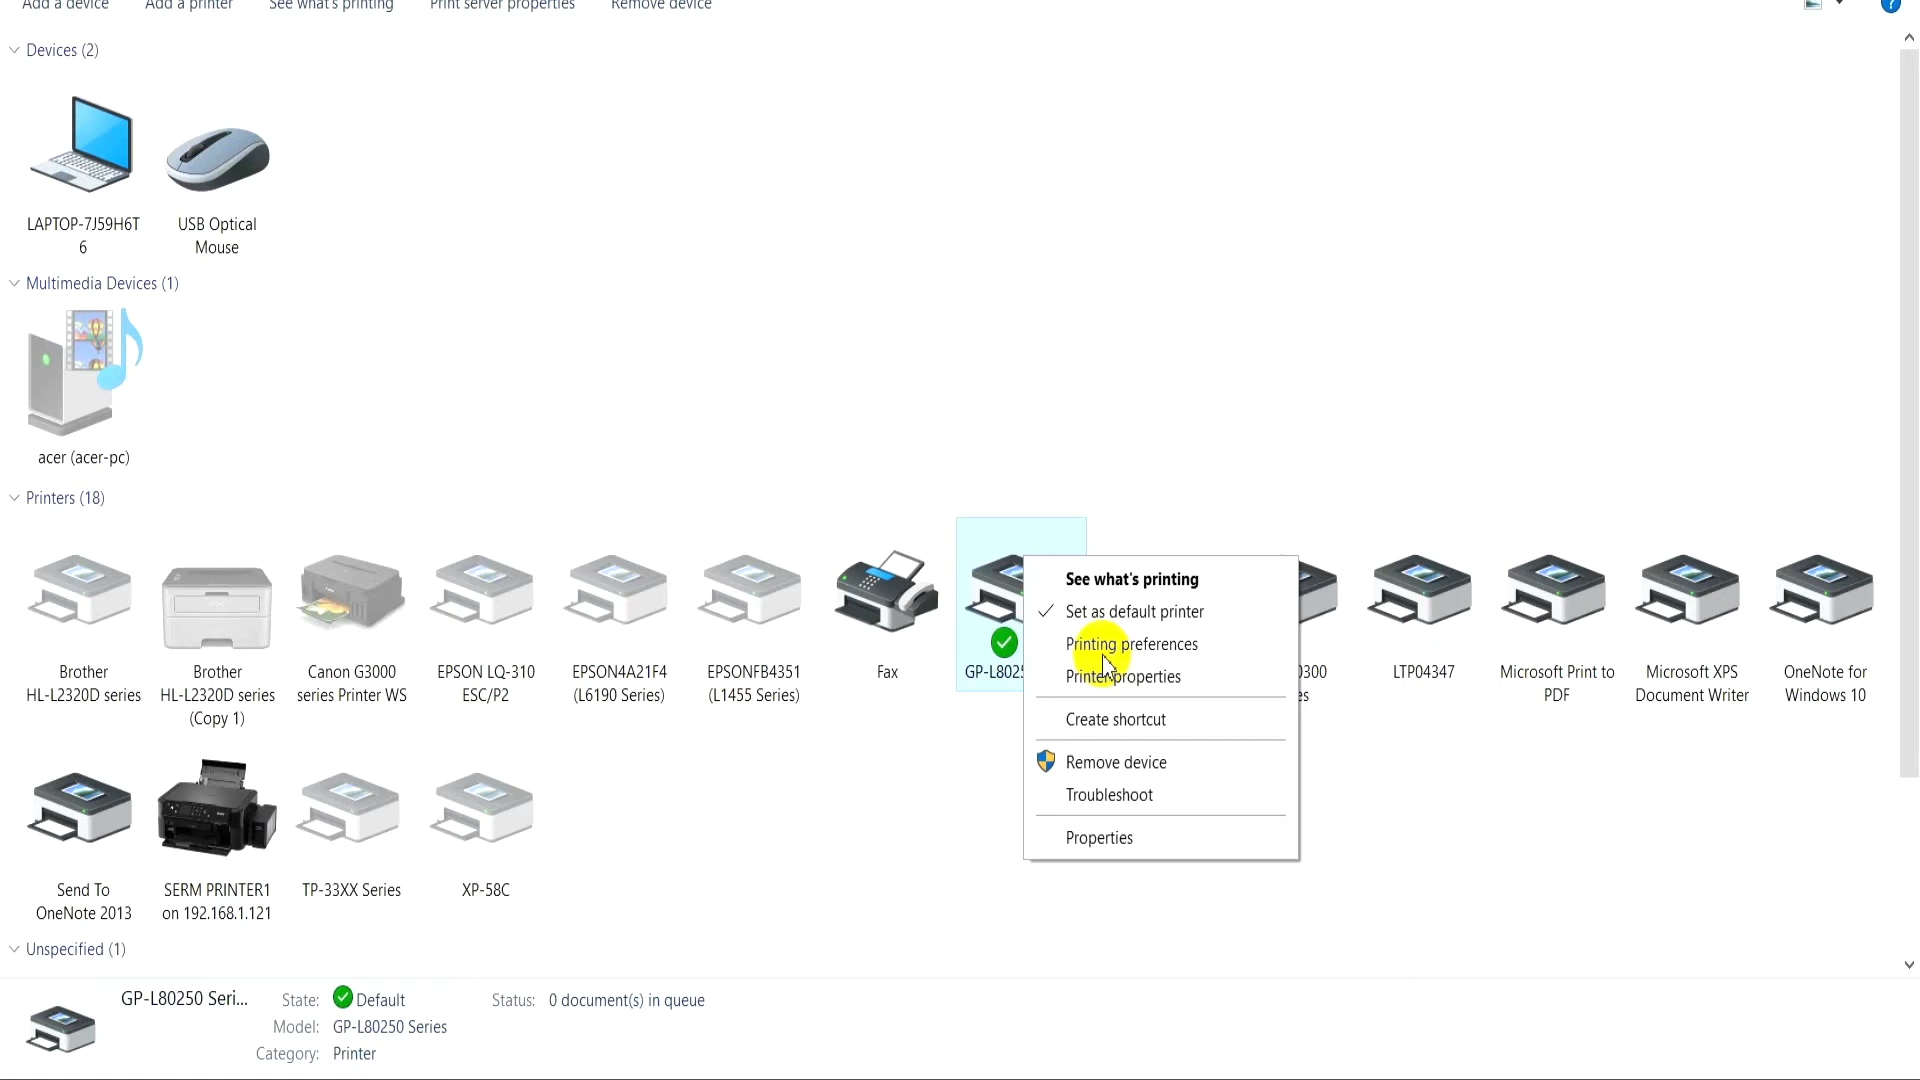 Add a device Add a printer See what's printing Print server properties Remove device
Devices (2)
LAPTOP-7J59H6T
6
USB Optical
Mouse
Multimedia Devices (1)
acer (acer-pc)
Printers (18)
Brother
HL-L2320D series
Brother
HL-L2320D series
(Copy 1)
Canon G3000
series Printer WS
EPSON LQ-310
ESC/P2
EPSON4A21F4
(L6190 Series)
EPSONFB4351
(L1455 Series)
Fax
GP-L8025
0300
es
LTP04347
Microsoft Print to
PDF
Microsoft XPS
Document Writer
OneNote for
Windows 10
See what's printing
Set as default printer
Printing preferences
Printer properties
Create shortcut
Remove device
Troubleshoot
Properties
Send To
OneNote 2013
SERM PRINTER1
on 192.168.1.121
TP-33XX Series
XP-58C
Unspecified (1)
GP-L80250 Seri...
State: Default
Status: 0 document(s) in queue
Model: GP-L80250 Series
Category: Printer